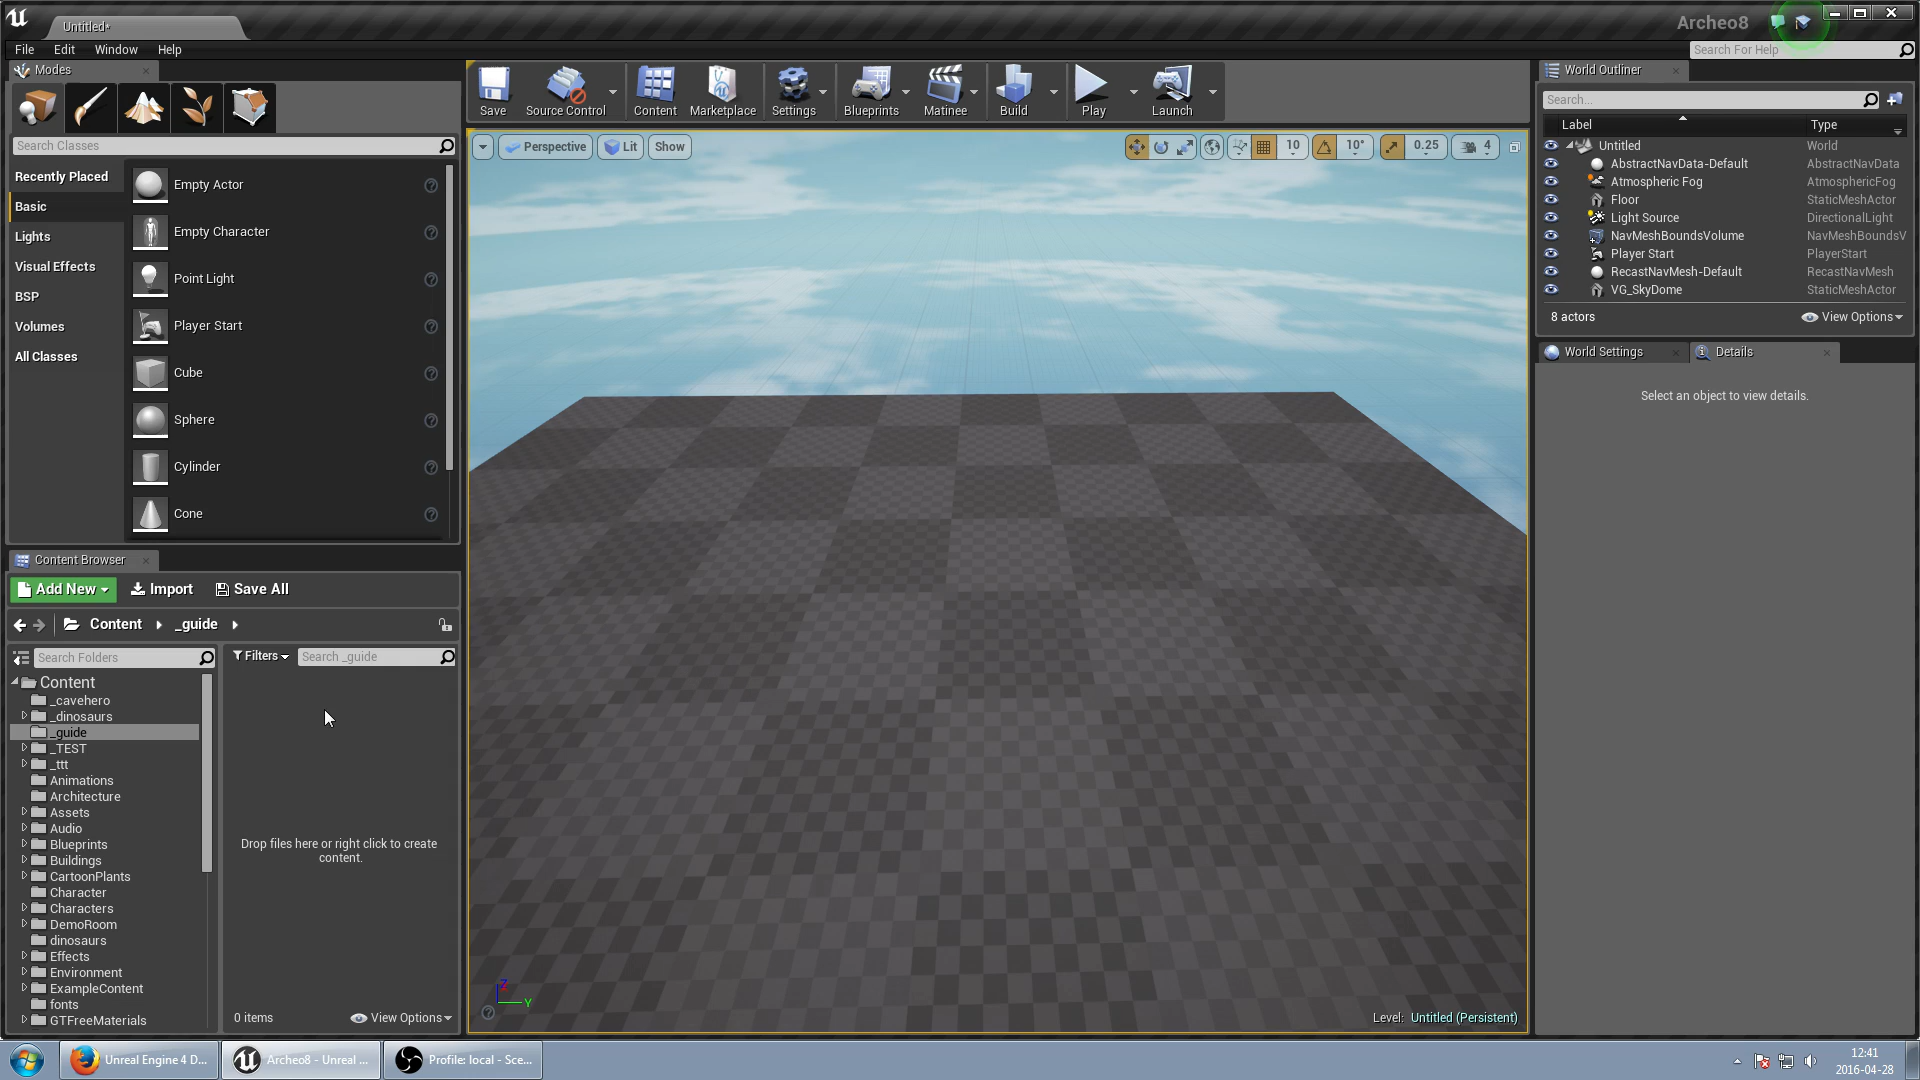 Untitled*
Archeo8
File Edit Window Help
Search For Help
Modes
Search Classes
Recently Placed
Basic
Lights
Visual Effects
BSP
Volumes
All Classes
Empty Actor
Empty Character
Point Light
Player Start
Cube
Sphere
Cylinder
Cone
Save
Source Control
Content
Marketplace
Settings
Blueprints
Matinee
Build
Play
Launch
Perspective
Lit
Show
10
10°
0.25
4
World Outliner
Search...
Label Type
Untitled World
AbstractNavData-Default AbstractNavData
Atmospheric Fog AtmosphericFog
Floor StaticMeshActor
Light Source DirectionalLight
NavMeshBoundsVolume NavMeshBoundsV
Player Start PlayerStart
RecastNavMesh-Default RecastNavMesh
VG_SkyDome StaticMeshActor
8 actors
View Options
World Settings
Details
Select an object to view details.
Content Browser
Add New
Import
Save All
Content
_guide
Search Folders
Filters
Search _guide
Content
_cavehero
_dinosaurs
_guide
_TEST
_ttt
Animations
Architecture
Assets
Audio
Blueprints
Buildings
CartoonPlants
Character
Characters
DemoRoom
dinosaurs
Effects
Environment
ExampleContent
fonts
GTFreeMaterials
Drop files here or right click to create
content.
0 items
View Options
Z
Y
Level: Untitled (Persistent)
Unreal Engine 4 D...
Archeo8 - Unreal ...
Profile: local - Sce...
12:41
2016-04-28